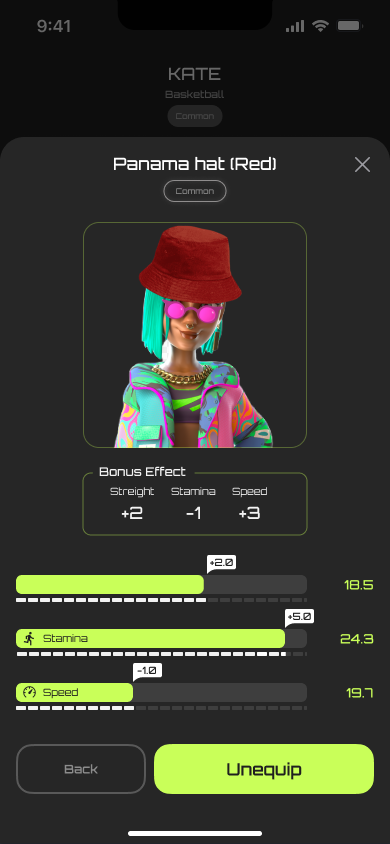 9:41
KATE
Basketball
Common
Panama hat (Red)
Common
Bonus Effect
Streight Stamina Speed
+2 -1 +3
+2.0
18.5
+5.0
Stamina 24.3
-1.0
Speed 19.7
Back Unequip